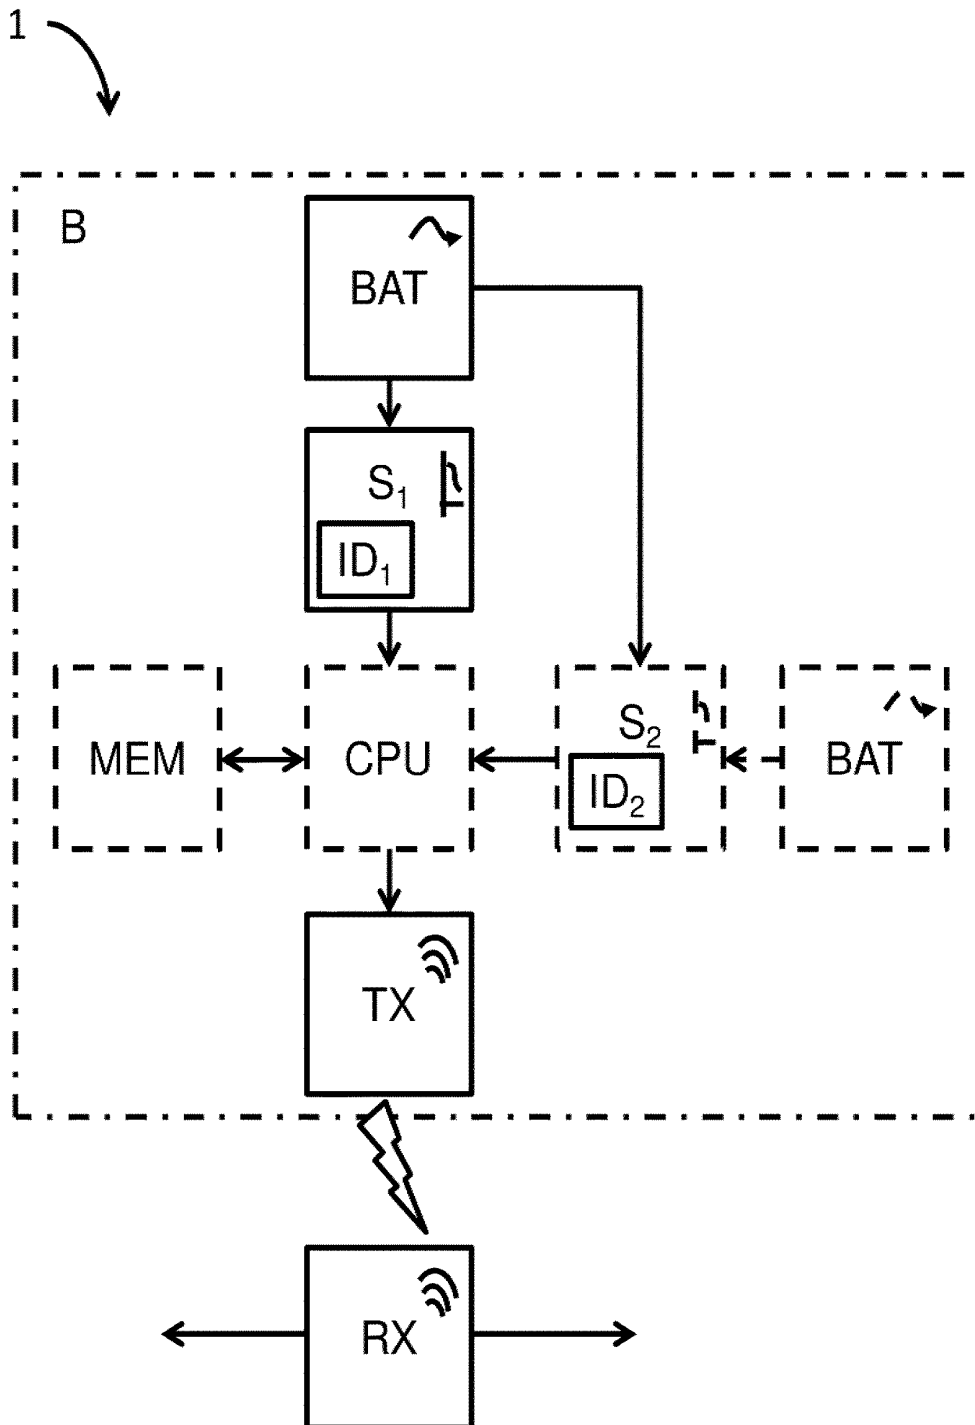 1
B
BAT
S₁
ID₁
MEM
CPU
S₂
ID₂
BAT
TX
RX